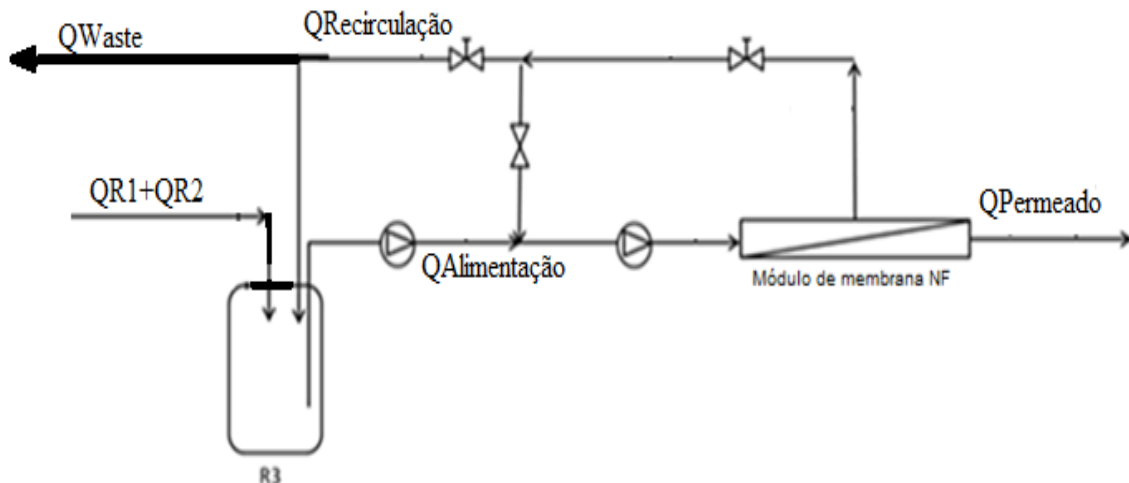 QRecirculação
QWaste
QR1+QR2
QPermeado
QAlimentação
Módulo de membrana NF
R3